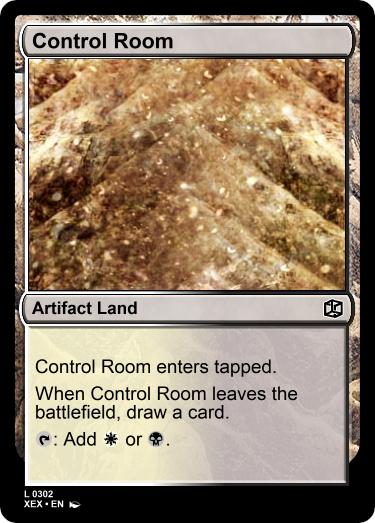 Control Room
Artifact Land
Control Room enters tapped.
When Control Room leaves the
battlefield, draw a card.
: Add or .
L 0302
XEX • EN